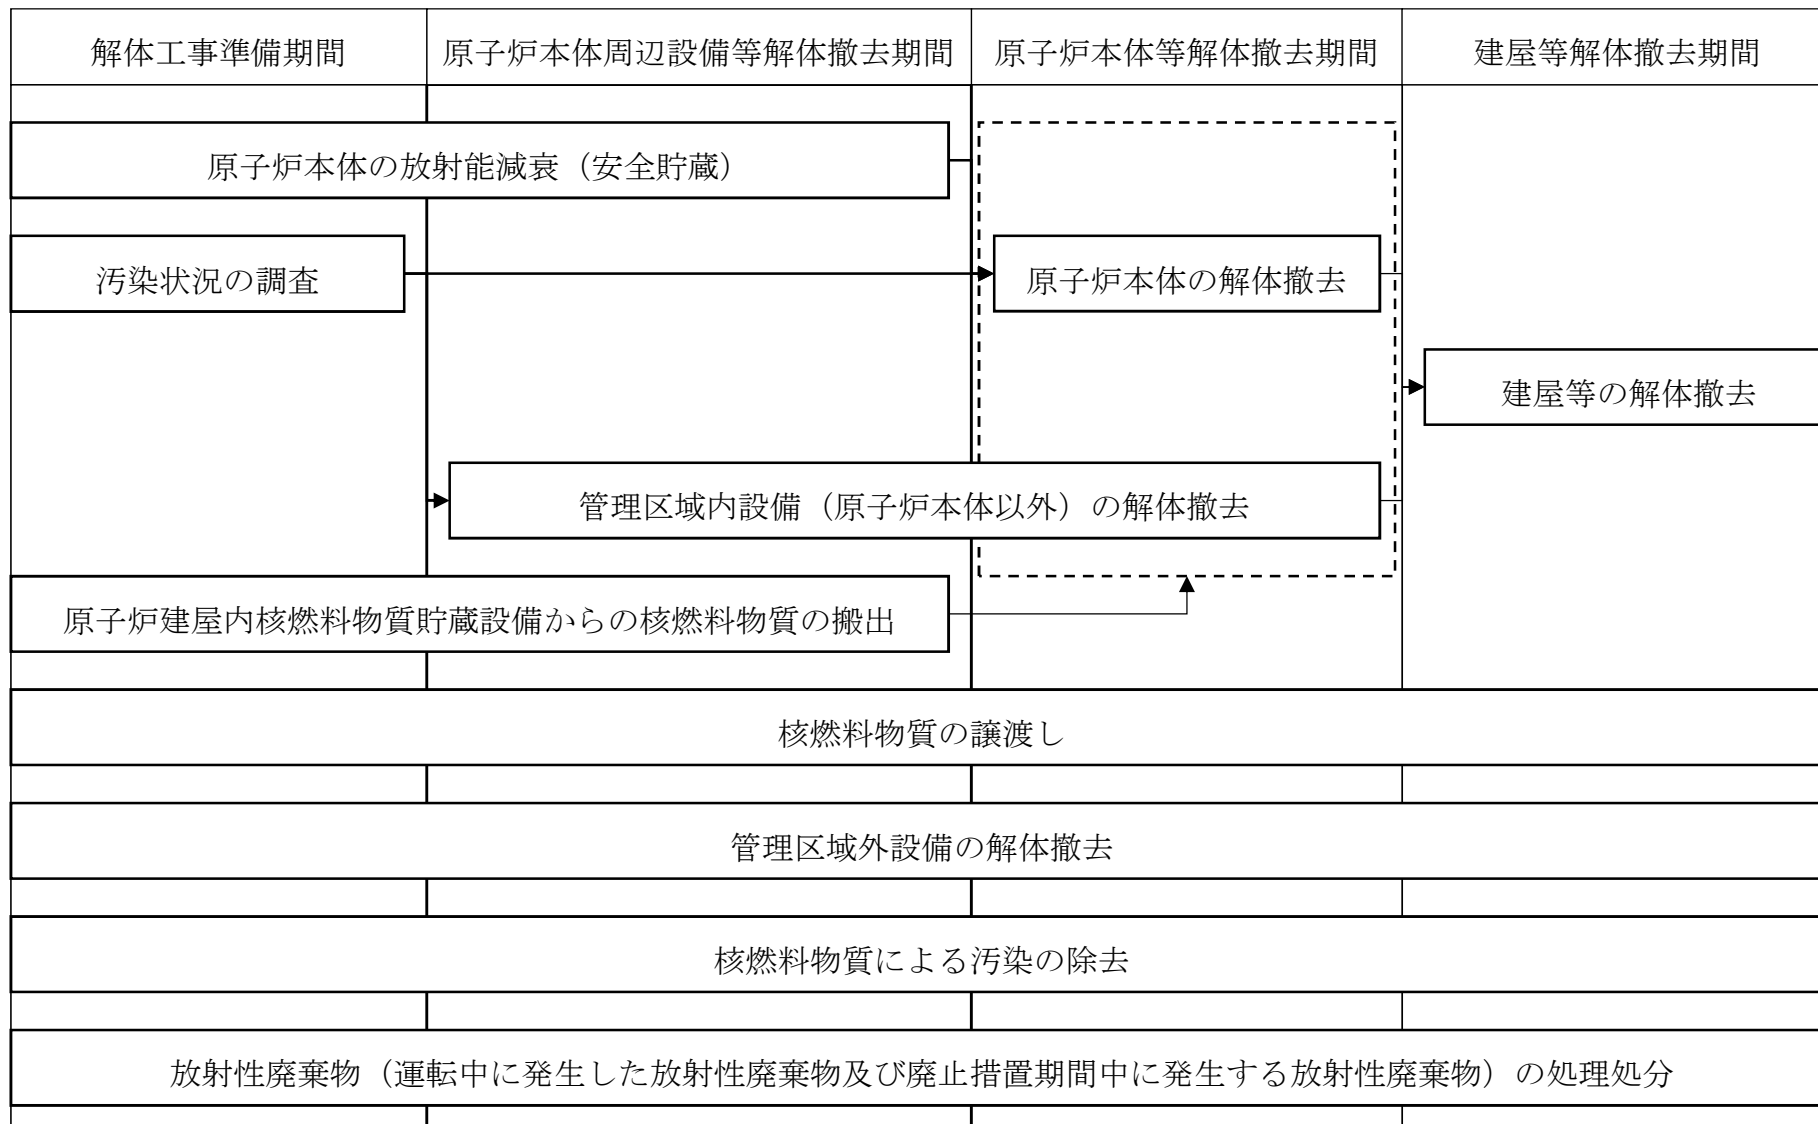 解体工事準備期間
原子炉本体周辺設備等解体撤去期間
原子炉本体等解体撤去期間
建屋等解体撤去期間
原子炉本体の放射能減衰（安全貯蔵）
汚染状況の調査
原子炉本体の解体撤去
建屋等の解体撤去
管理区域内設備（原子炉本体以外）の解体撤去
原子炉建屋内核燃料物質貯蔵設備からの核燃料物質の搬出
核燃料物質の譲渡し
管理区域外設備の解体撤去
核燃料物質による汚染の除去
放射性廃棄物（運転中に発生した放射性廃棄物及び廃止措置期間中に発生する放射性廃棄物）の処理処分